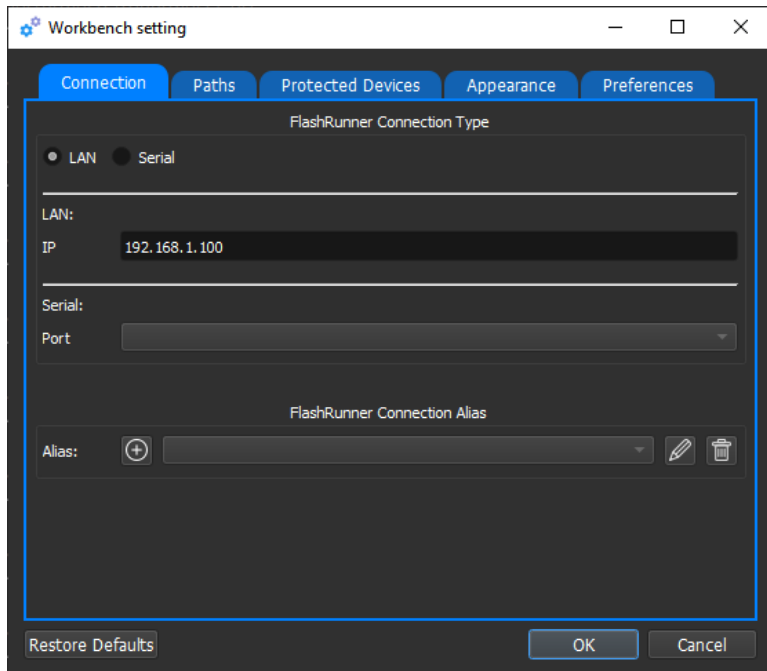 Workbench setting
Connection Paths Protected Devices Appearance Preferences
FlashRunner Connection Type
LAN Serial
LAN:
IP 192.168.1.100
Serial:
Port
FlashRunner Connection Alias
Alias:
Restore Defaults OK Cancel